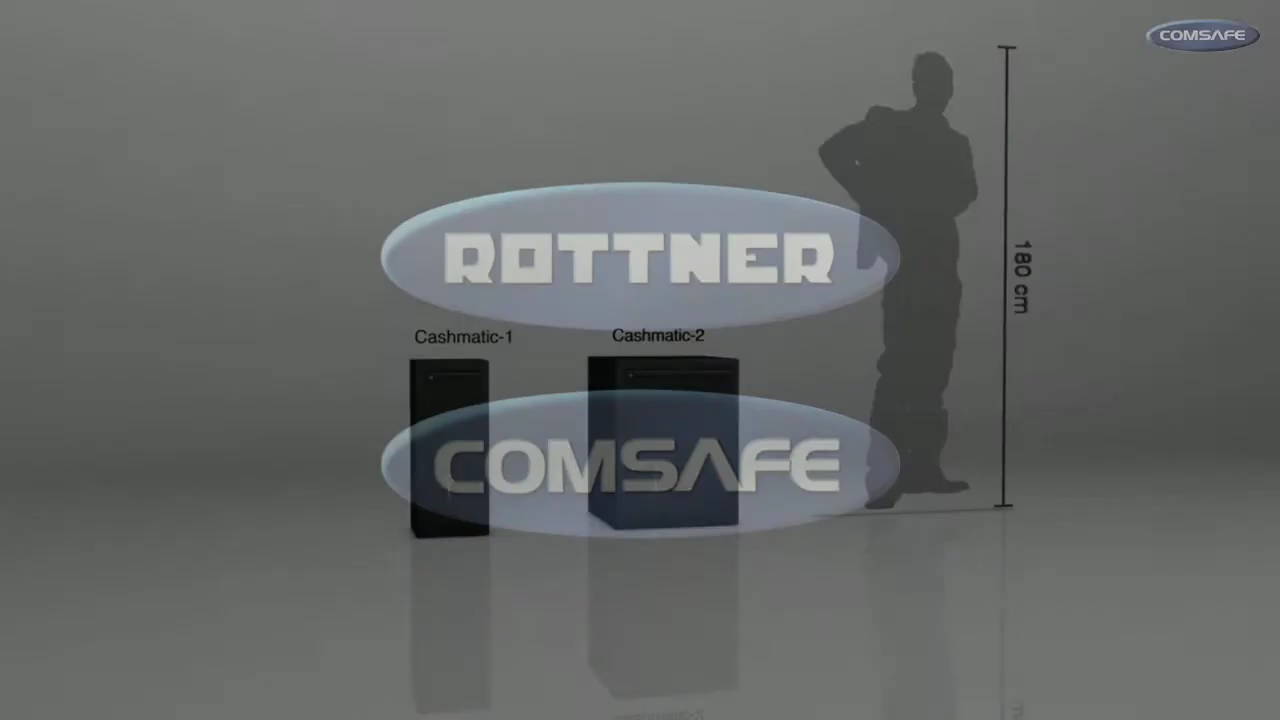 COMSAFE
ROTTNER
180 cm
Cashmatic-1
Cashmatic-2
COMSAFE